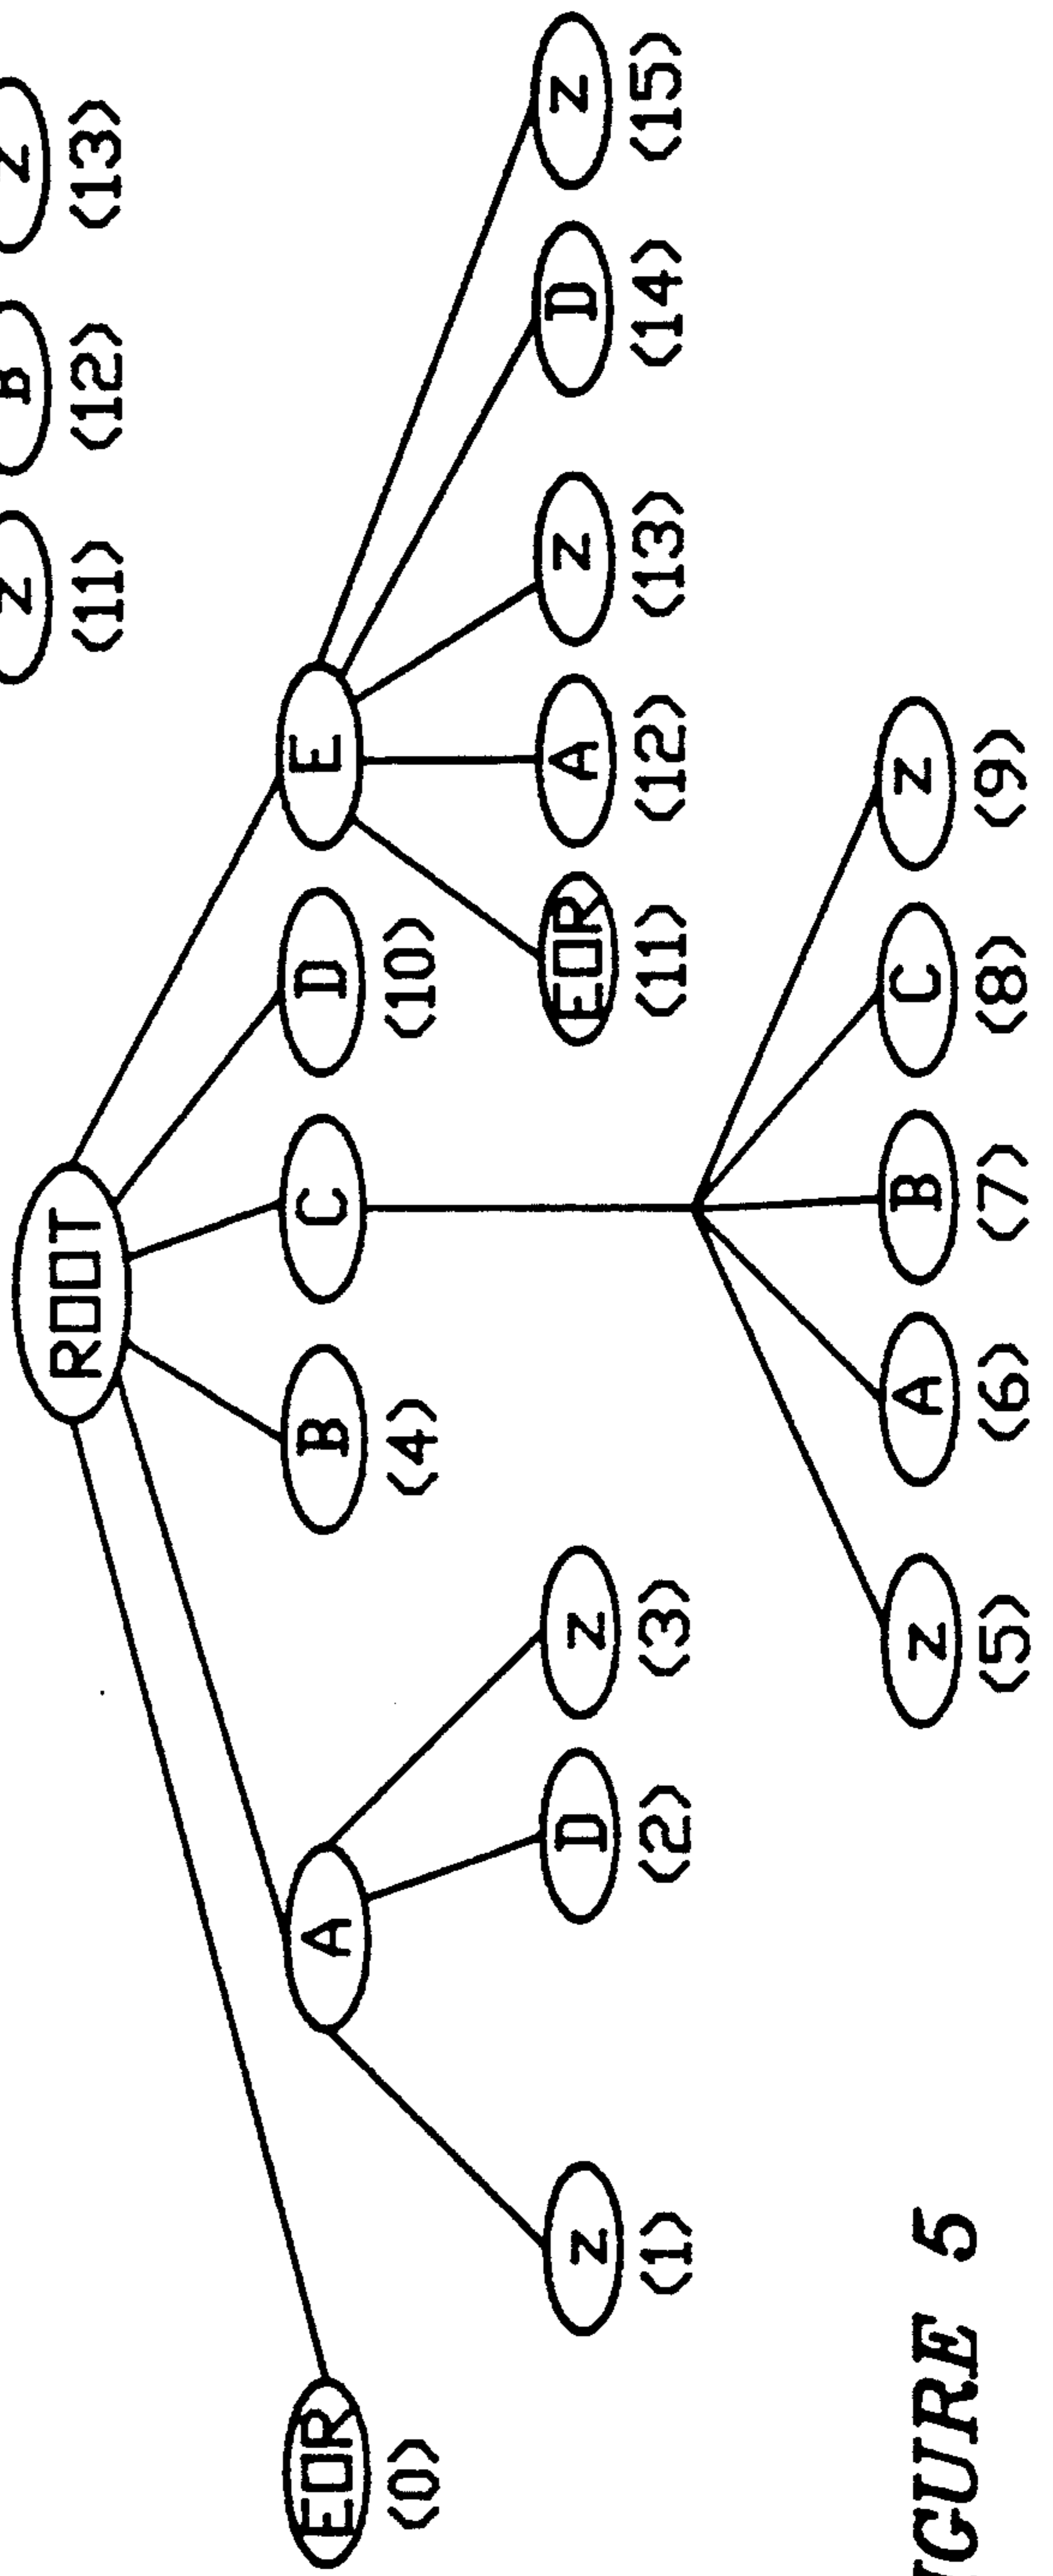 z B z
ROOT
(11) (12) (13)
EOR A B C D E
(0) (4) (10)
z D z EOR A z D z
(1) (2) (3) (11) (12) (13) (14) (15)
z A B C z
(5) (6) (7) (8) (9)
GURE 5